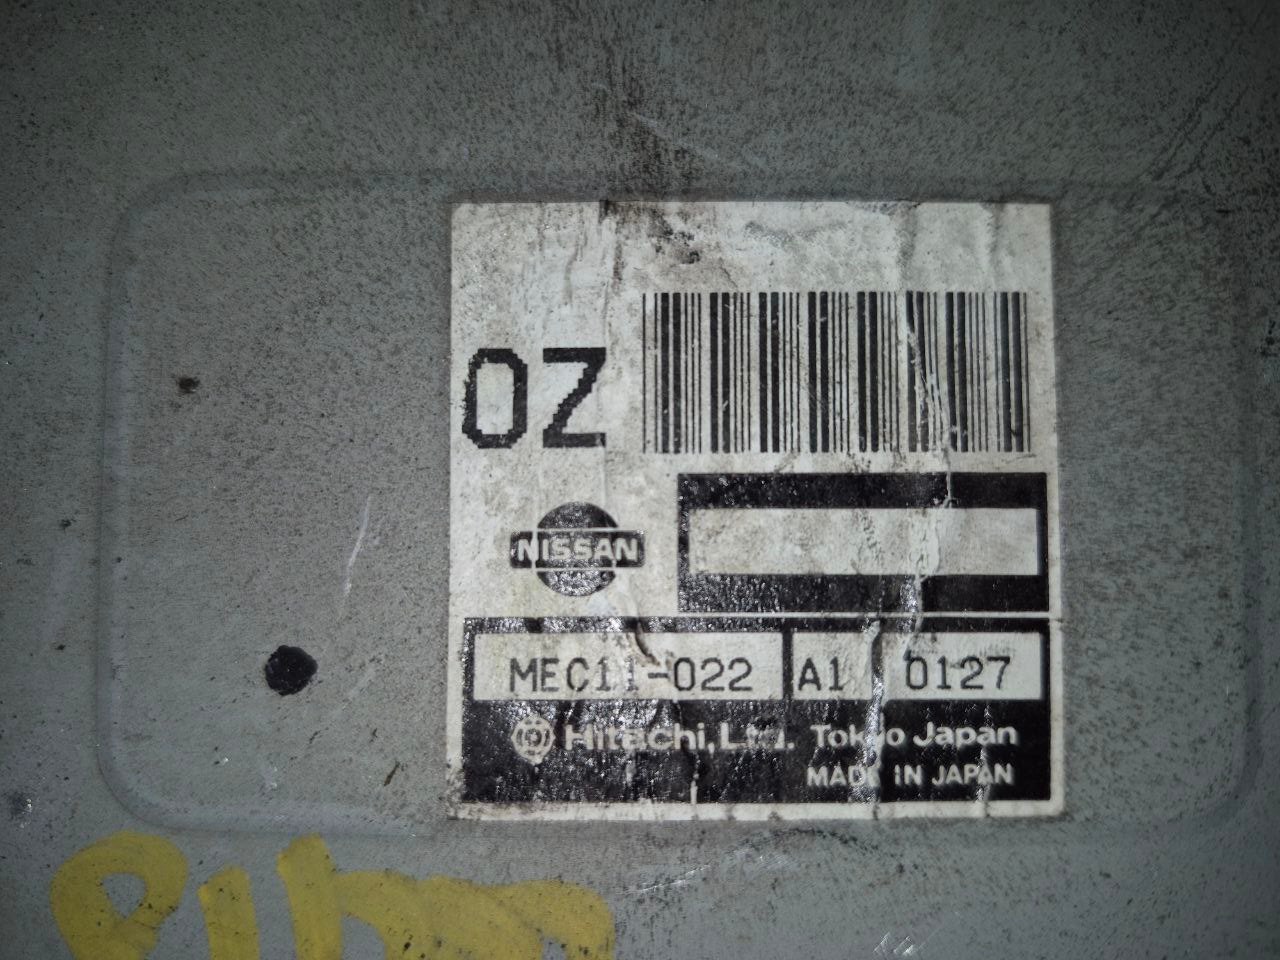 OZ
NISSAN
MEC11-022 A1 0127
Hitachi, Ltd. Tokyo Japan
MADE IN JAPAN